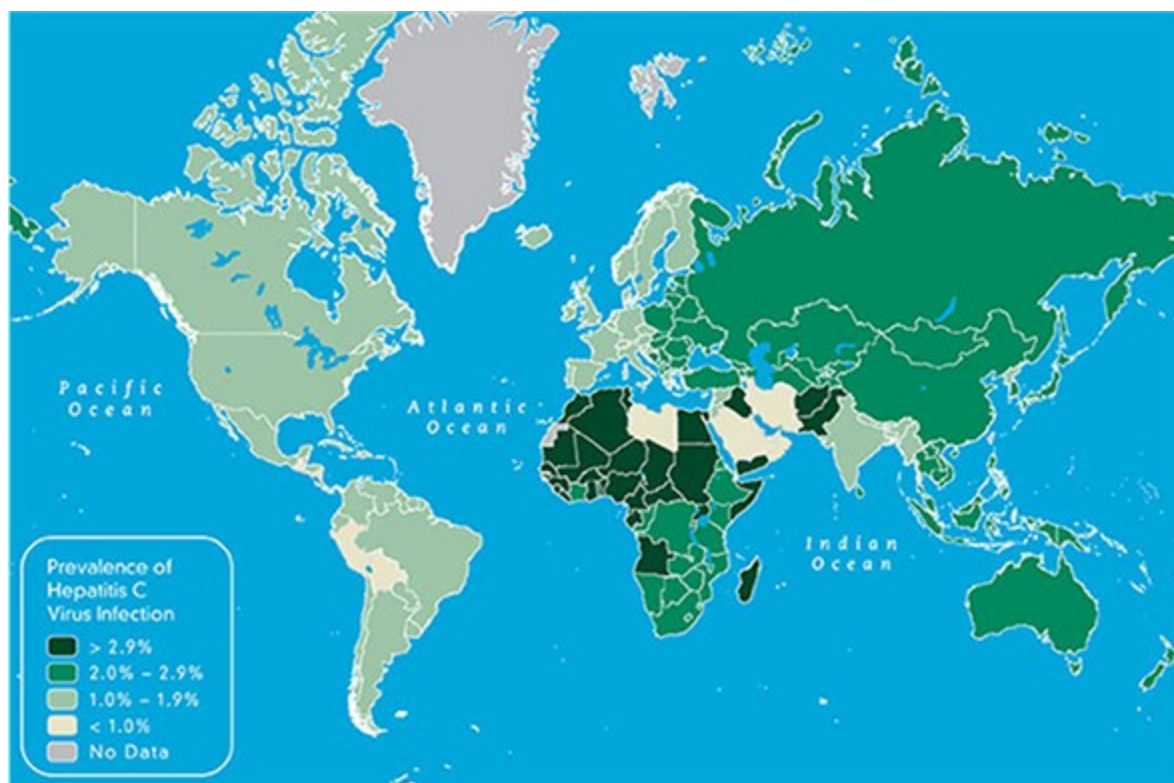 Pacific
Ocean
Atlantic
Ocean
Indian
Ocean
Prevalence of
Hepatitis C
Virus Infection
> 2.9%
2.0% – 2.9%
1.0% – 1.9%
< 1.0%
No Data